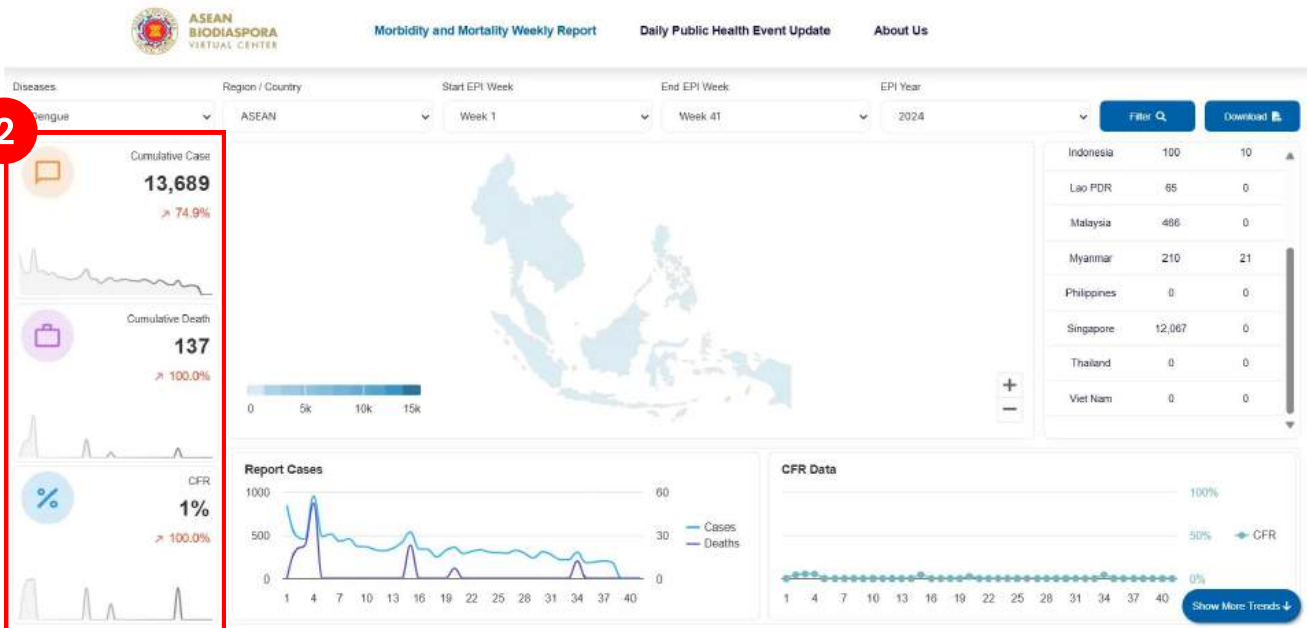 ASEAN
BIODIASPORA
VIRTUAL CENTER
Morbidity and Mortality Weekly Report
Daily Public Health Event Update
About Us
Diseases
Region / Country
Start EPI Week
End EPI Week
EPI Year
Dengue
ASEAN
Week 1
Week 41
2024
Filter
Download
2
Cumulative Case
13,689
74.9%
Cumulative Death
137
100.0%
CFR
1%
100.0%
0 5k 10k 15k
+
−
Indonesia 100 10
Lao PDR 65 0
Malaysia 466 0
Myanmar 210 21
Philippines 0 0
Singapore 12,067 0
Thailand 0 0
Viet Nam 0 0
Report Cases
1000
500
0
60
30
0
Cases
Deaths
1 4 7 10 13 16 19 22 25 28 31 34 37 40
CFR Data
100%
50%
0%
CFR
1 4 7 10 13 16 19 22 25 28 31 34 37 40
Show More Trends